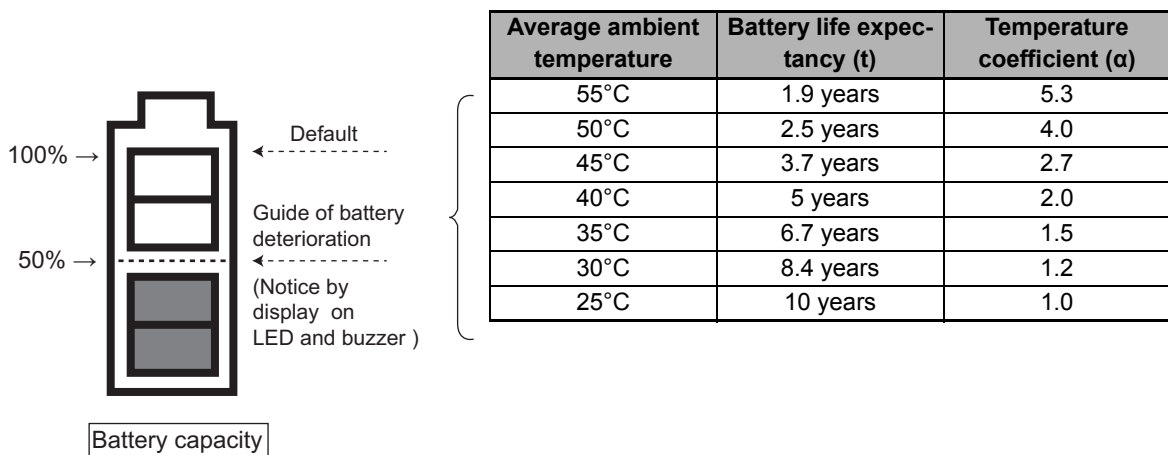 Average ambient temperature | Battery life expec-tancy (t) | Temperature coefficient (α)
55°C | 1.9 years | 5.3
50°C | 2.5 years | 4.0
45°C | 3.7 years | 2.7
40°C | 5 years | 2.0
35°C | 6.7 years | 1.5
30°C | 8.4 years | 1.2
25°C | 10 years | 1.0
100% →
Default
Guide of battery
deterioration
50% →
(Notice by
display on
LED and buzzer )
Battery capacity